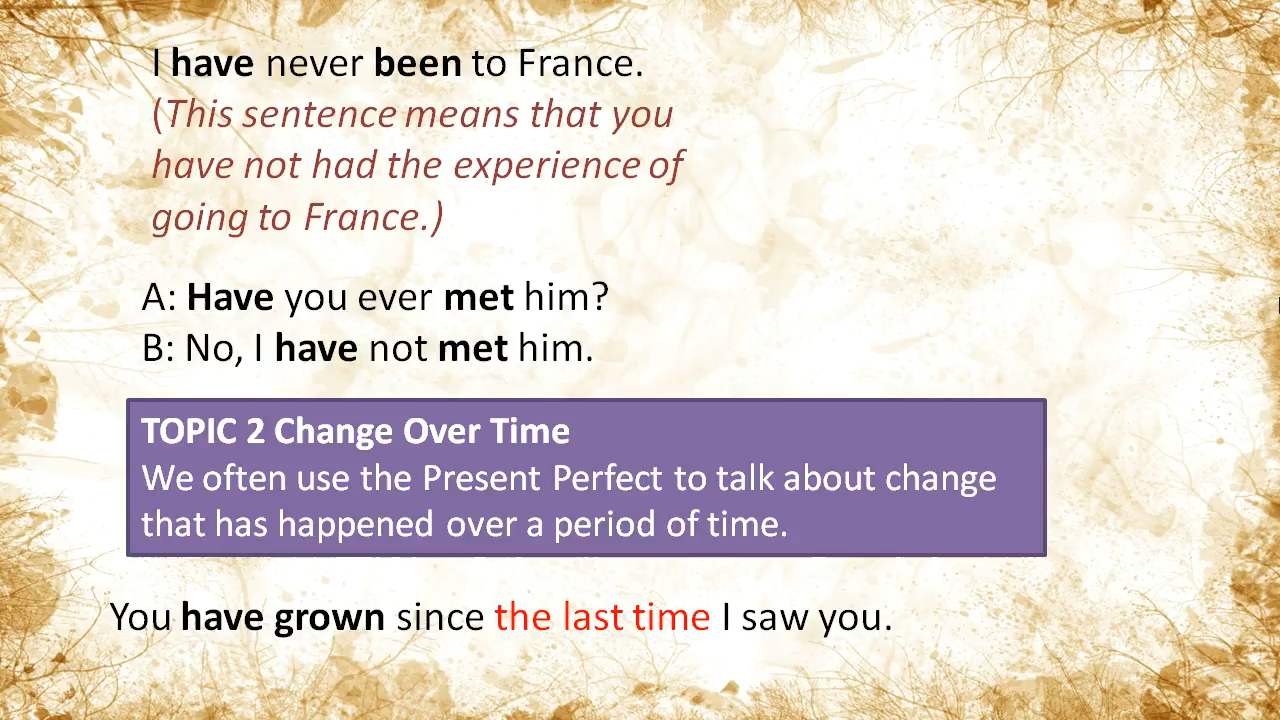 I have never been to France.
(This sentence means that you
have not had the experience of
going to France.)
A: Have you ever met him?
B: No, I have not met him.
TOPIC 2 Change Over Time
We often use the Present Perfect to talk about change
that has happened over a period of time.
You have grown since the last time I saw you.